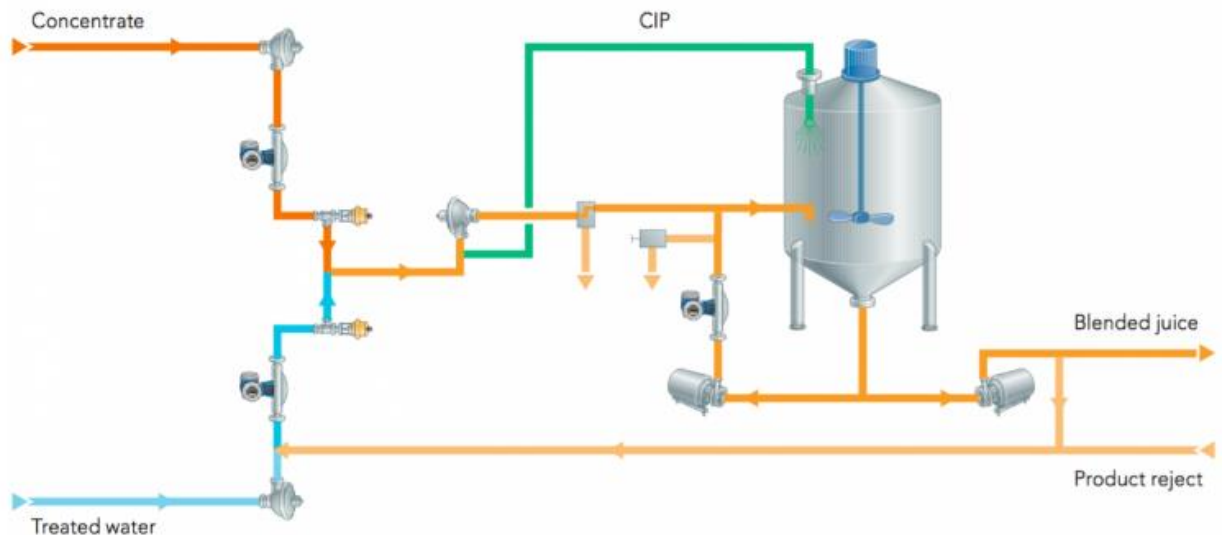 Concentrate
CIP
Blended juice
Product reject
Treated water